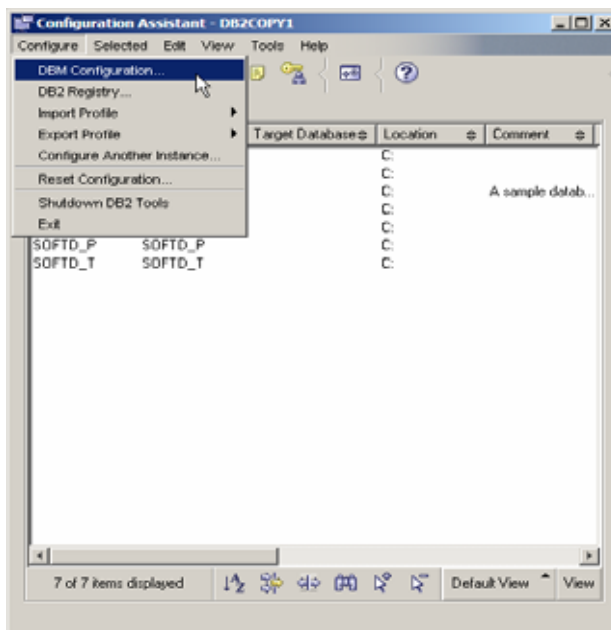 Configuration Assistant - DB2COPY1
Configure Selected Edit View Tools Help
DBM Configuration...
DB2 Registry...
Import Profile
Export Profile
Configure Another Instance...
Reset Configuration...
Shutdown DB2 Tools
Exit
Target Database Location Comment
C:
C:
C: A sample datab...
C:
C:
SOFTD_P SOFTD_P C:
SOFTD_T SOFTD_T C:
7 of 7 items displayed Default View View